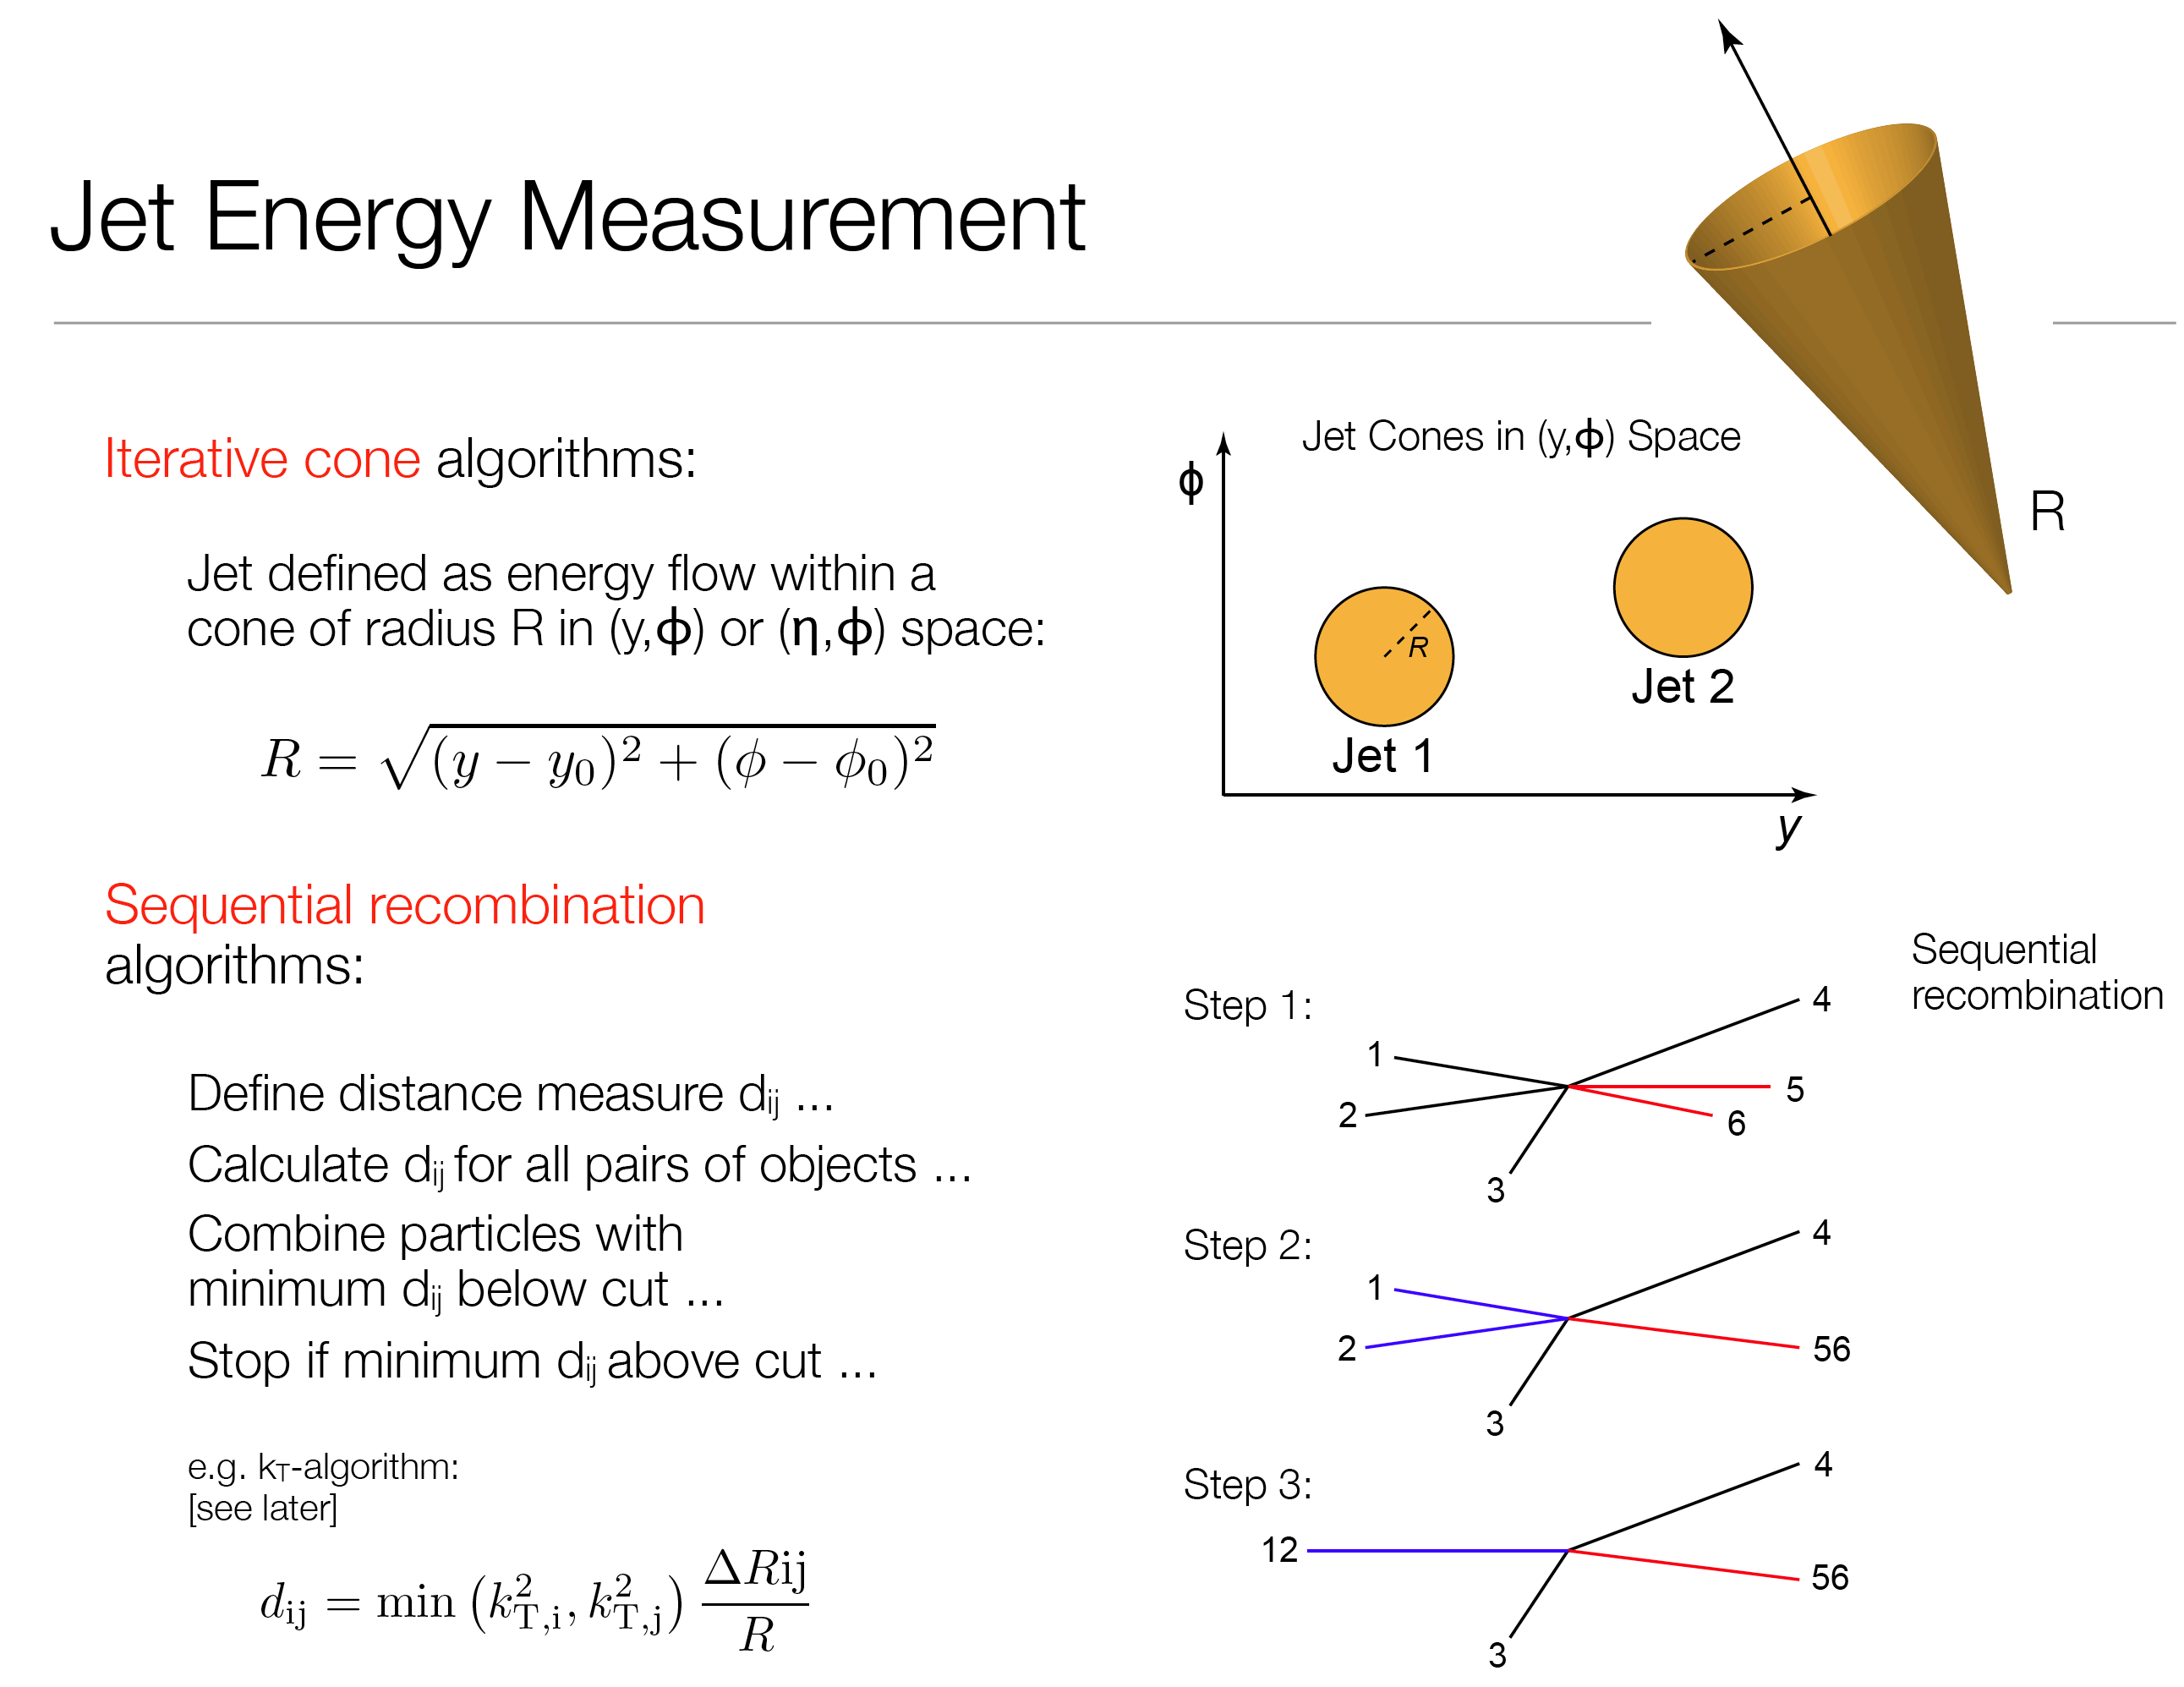 Jet Energy Measurement
Iterative cone algorithms:
Jet defined as energy flow within a
cone of radius R in (y,ϕ) or (η,ϕ) space:
R = √(y − y₀)² + (ϕ − ϕ₀)²
Sequential recombination
algorithms:
Define distance measure dᵢⱼ ...
Calculate dᵢⱼ for all pairs of objects ...
Combine particles with
minimum dᵢⱼ below cut ...
Stop if minimum dᵢⱼ above cut ...
e.g. k_T-algorithm:
[see later]
d_ij = min (k²_T,i, k²_T,j) ΔRij / R
R
Jet Cones in (y,ϕ) Space
ϕ
R
Jet 1
Jet 2
y
Sequential
recombination
Step 1:
1
2
3
4
5
6
Step 2:
1
2
3
4
56
Step 3:
12
3
4
56